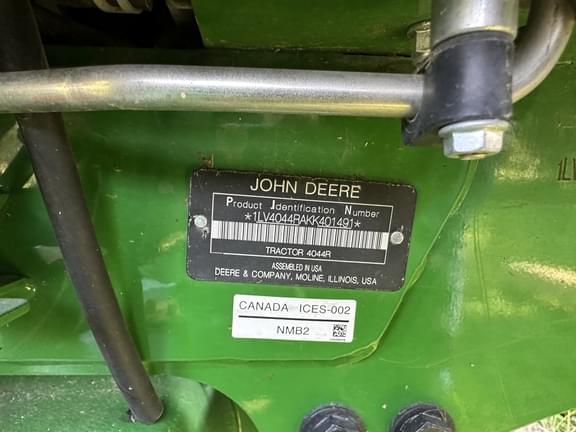 JOHN DEERE
Product Identification Number
*1LV4044RAKK401491*
TRACTOR 4044R
ASSEMBLED IN USA
DEERE & COMPANY, MOLINE, ILLINOIS, USA
CANADA ICES-002
NMB2
1LV